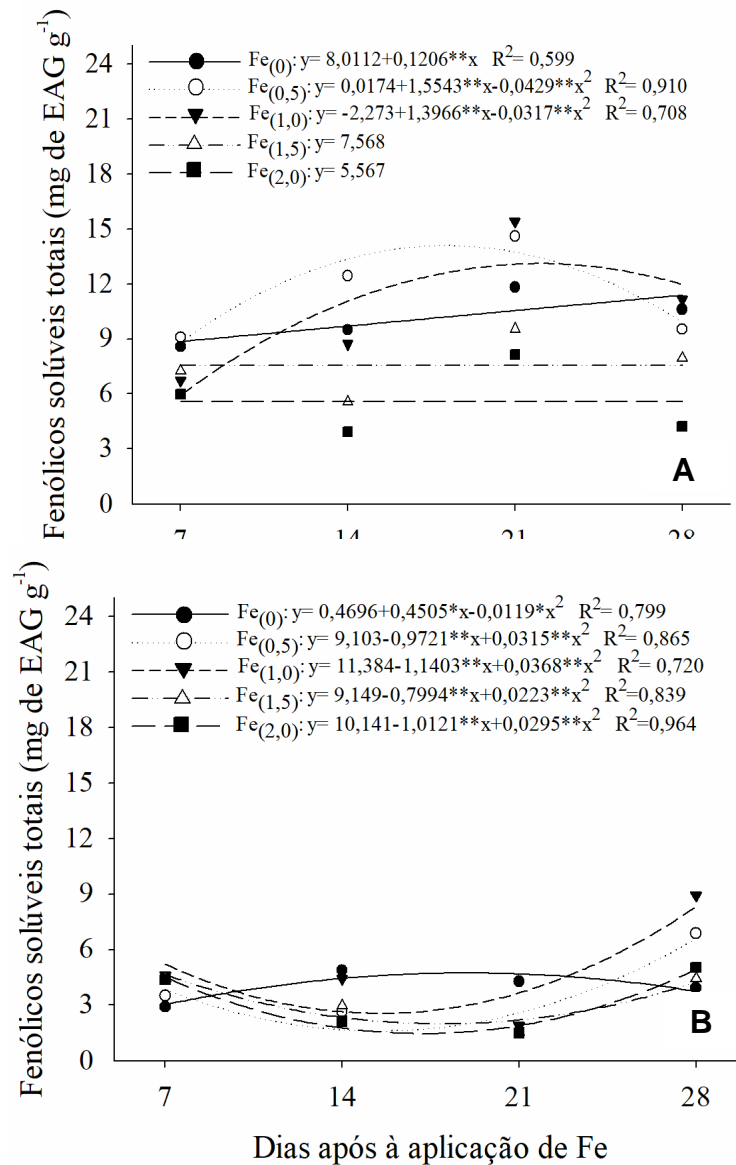 Fenólicos solúveis totais (mg de EAG g⁻¹)
24
21
18
15
12
9
6
3
0
Fe(0): y= 8,0112+0,1206**x R²= 0,599
Fe(0,5): y= 0,0174+1,5543**x-0,0429**x² R²= 0,910
Fe(1,0): y= -2,273+1,3966**x-0,0317**x² R²= 0,708
Fe(1,5): y= 7,568
Fe(2,0): y= 5,567
A
7 14 21 28
Fenólicos solúveis totais (mg de EAG g⁻¹)
24
21
18
15
12
9
6
3
0
Fe(0): y= 0,4696+0,4505*x-0,0119*x² R²= 0,799
Fe(0,5): y= 9,103-0,9721**x+0,0315**x² R²= 0,865
Fe(1,0): y= 11,384-1,1403**x+0,0368**x² R²= 0,720
Fe(1,5): y= 9,149-0,7994**x+0,0223**x² R²=0,839
Fe(2,0): y= 10,141-1,0121**x+0,0295**x² R²=0,964
B
7 14 21 28
Dias após à aplicação de Fe